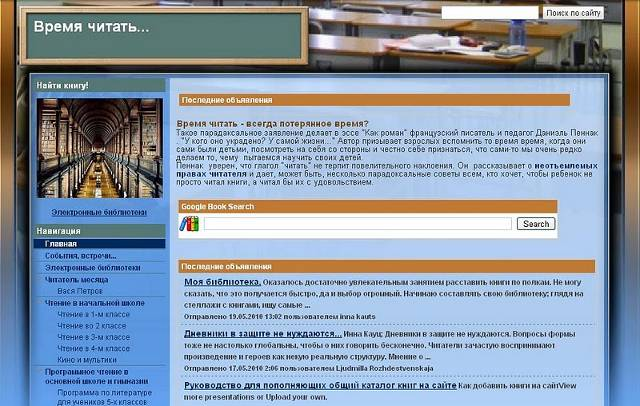 Время читать...
Поиск по сайту
Найти книгу!
Электронные библиотеки
Навигация
Главная
События, встречи...
Электронные библиотеки
Читатель месяца
Вася Петров
Чтение в начальной школе
Чтение в 1-м классе
Чтение во 2 классе
Чтение в 3-м классе
Чтение в 4-м классе
Кино и мультики
Программное чтение в
основной школе и гимназии
Программа по литературе
для учеников 5-х классов
Последние объявления
Время читать - всегда потерянное время?
Такое парадоксальное заявление делает в эссе "Как роман" французский писатель и педагог Даниэль Пеннак
. "У кого оно украдено? У самой жизни..." Автор призывает взрослых вспомнить то время время, когда они
сами были детьми, посмотреть на себя со стороны и честно себе признаться, что сами-то мы очень редко
делаем то, чему пытаемся научить своих детей.
Пеннак уверен, что глагол "читать" не терпит повелительного наклонения. Он рассказывает о неотъемлемых
правах читателя и дает, может быть, несколько парадоксальные советы всем, кто хочет, чтобы ребенок не
просто читал книги, а читал бы их с удовольствием.
Google Book Search
Search
Последние объявления
Моя библиотека. Оказалось достаточно увлекательным занятием расставить книги по полкам. Не могу
сказать, что это получается быстро, да и выбор огромный. Начинаю составлять свою библиотеку; глядя на
стеллажи с книгами, ищу самые ...
Отправлено 19.05.2010 13:02 пользователем inna kauts
Дневники в защите не нуждаются... Инна Кауц: Дневники в защите не нуждаются. Вопросы формы
тоже не настолько глобальны, чтобы о них говорить бесконечно. Читатели зачастую воспринимают
произведение и героев как некую реальную структуру. Мнение о ...
Отправлено 17.05.2010 2:06 пользователем Ljudmilla Rozhdestvenskaja
Руководство для пополняющих общий каталог книг на сайте Как добавить книги на сайтView
more presentations or Upload your own.